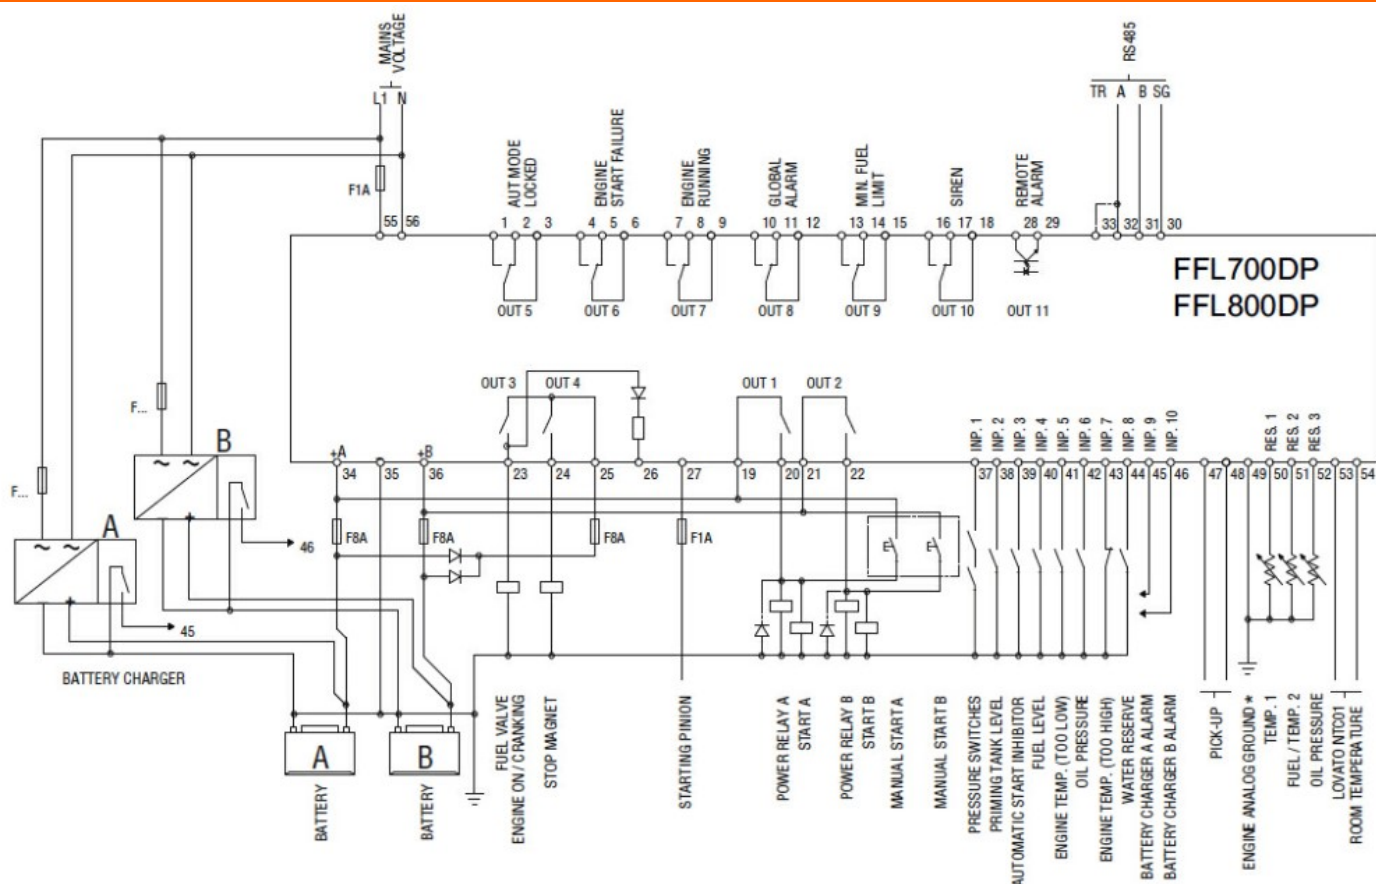 MAINS
VOLTAGE
L1 N
RS485
TR A B SG
F1A
55 56
AUT MODE
LOCKED
1 2 3
OUT 5
ENGINE
START FAILURE
4 5 6
OUT 6
ENGINE
RUNNING
7 8 9
OUT 7
GLOBAL
ALARM
10 11 12
OUT 8
MIN. FUEL
LIMIT
13 14 15
OUT 9
SIREN
16 17 18
OUT 10
REMOTE
ALARM
28 29
OUT 11
33 32 31 30
FFL700DP
FFL800DP
OUT 3 OUT 4
OUT 1 OUT 2
INP. 1
INP. 2
INP. 3
INP. 4
INP. 5
INP. 6
INP. 7
INP. 8
INP. 9
INP. 10
RES. 1
RES. 2
RES. 3
F...
B
~ ~
+
46
F...
A
~ ~
+
45
BATTERY CHARGER
+A
+B
34 35 36 23 24 25 26 27 19 20 21 22 37 38 39 40 41 42 43 44 45 46 47 48 49 50 51 52 53 54
F8A F8A F8A F1A
E E
A
BATTERY
B
BATTERY
FUEL VALVE
ENGINE ON / CRANKING
STOP MAGNET
STARTING PINION
POWER RELAY A
START A
POWER RELAY B
START B
MANUAL START A
MANUAL START B
PRESSURE SWITCHES
PRIMING TANK LEVEL
AUTOMATIC START INHIBITOR
FUEL LEVEL
ENGINE TEMP. (TOO LOW)
OIL PRESSURE
ENGINE TEMP. (TOO HIGH)
WATER RESERVE
BATTERY CHARGER A ALARM
BATTERY CHARGER B ALARM
PICK-UP
ENGINE ANALOG GROUND *
TEMP. 1
FUEL / TEMP. 2
OIL PRESSURE
LOVATO NTC01
ROOM TEMPERATURE